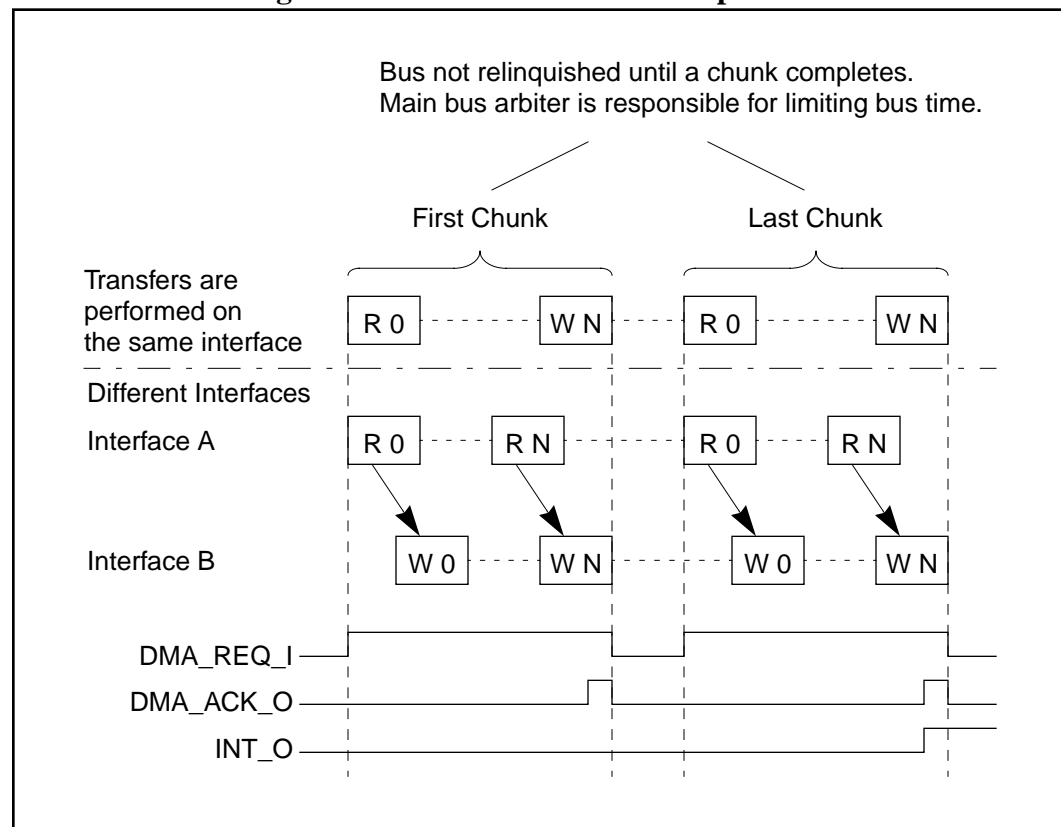 Bus not relinquished until a chunk completes.
Main bus arbiter is responsible for limiting bus time.
First Chunk
Last Chunk
Transfers are
performed on
the same interface
R 0
W N
R 0
W N
Different Interfaces
Interface A
R 0
R N
R 0
R N
Interface B
W 0
W N
W 0
W N
DMA_REQ_I
DMA_ACK_O
INT_O